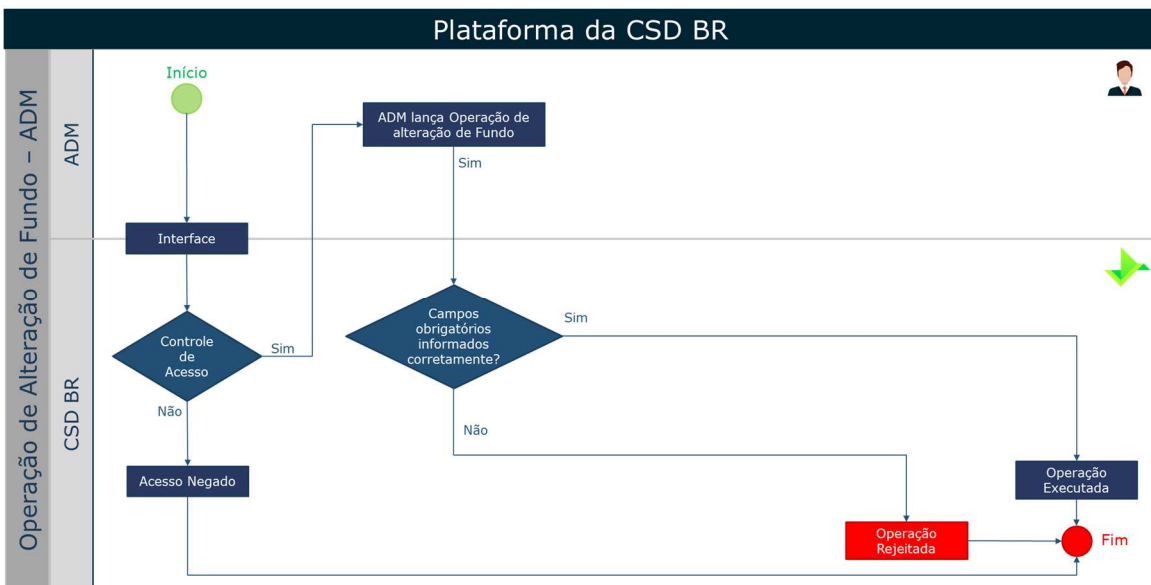 Plataforma da CSD BR
Operação de Alteração de Fundo – ADM
ADM
Início
ADM lança Operação de
alteração de Fundo
Sim
Interface
CSD BR
Controle
de
Acesso
Sim
Não
Campos
obrigatórios
informados
corretamente?
Sim
Não
Acesso Negado
Operação
Executada
Operação
Rejeitada
Fim